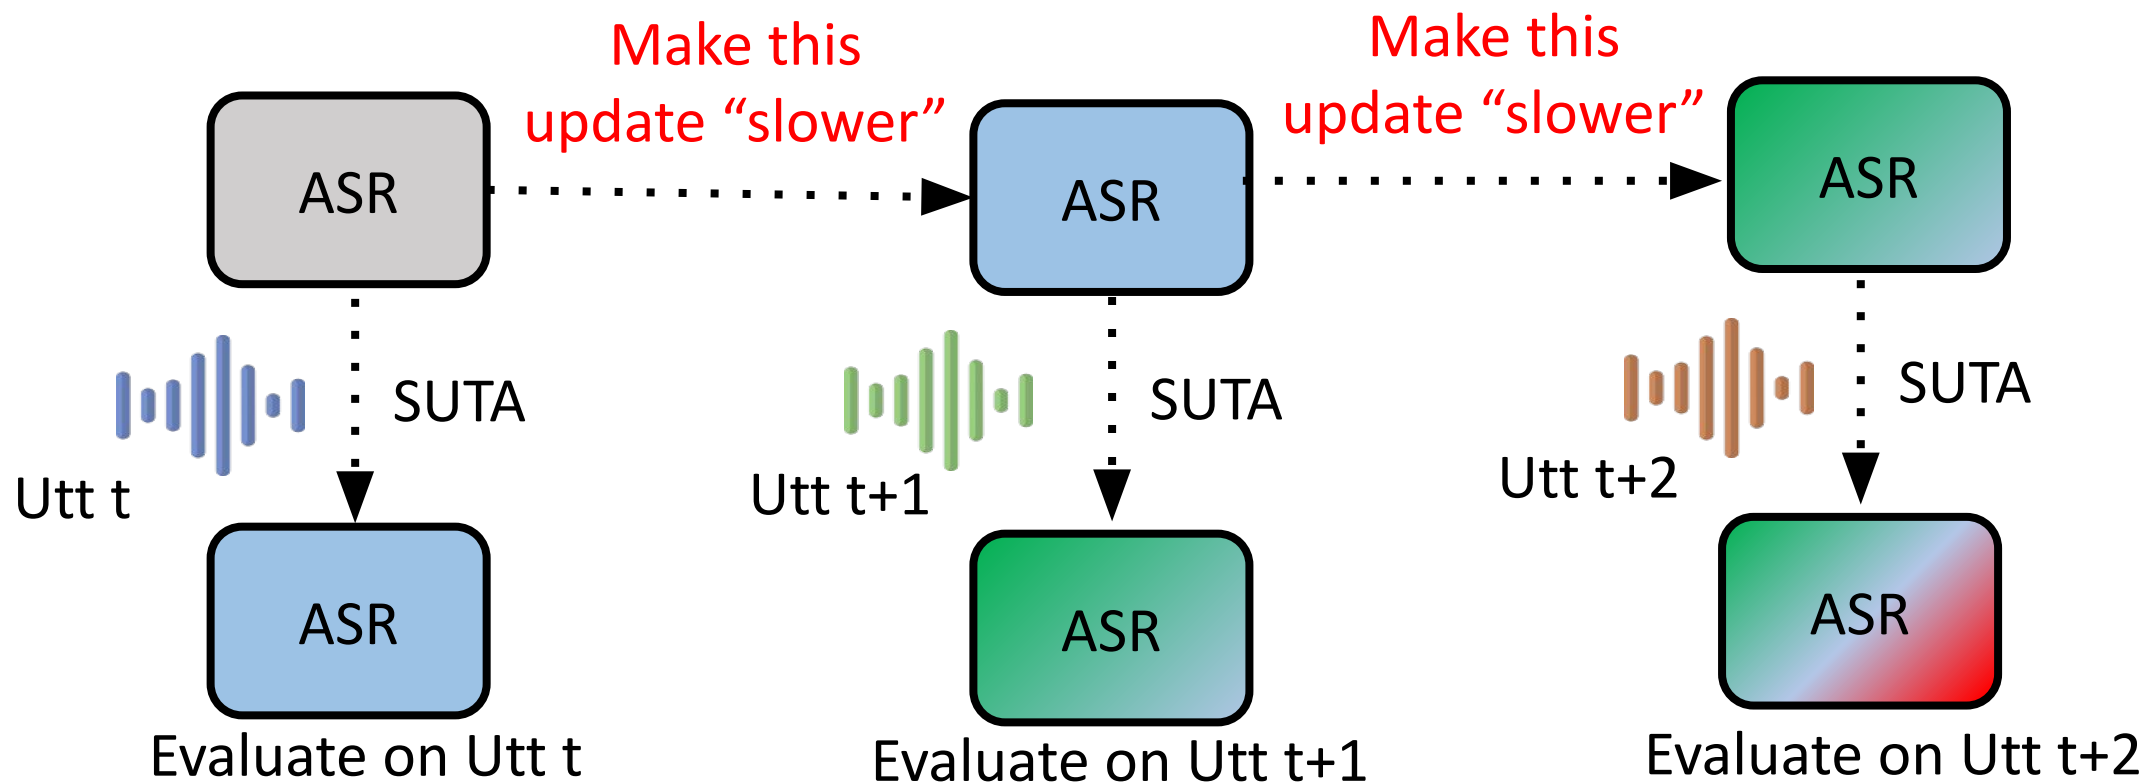 Make this
update “slower”
Make this
update “slower”
ASR
ASR
ASR
SUTA
SUTA
SUTA
Utt t
Utt t+1
Utt t+2
ASR
ASR
ASR
Evaluate on Utt t
Evaluate on Utt t+1
Evaluate on Utt t+2